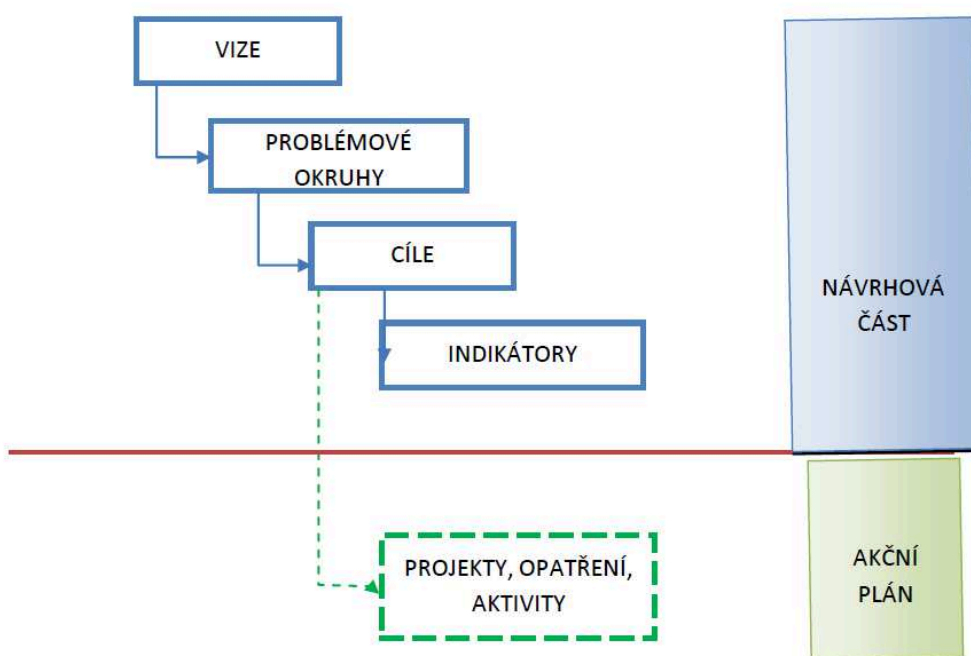 VIZE
PROBLÉMOVÉ
OKRUHY
CÍLE
INDIKÁTORY
NÁVRHOVÁ
ČÁST
PROJEKTY, OPATŘENÍ,
AKTIVITY
AKČNÍ
PLÁN